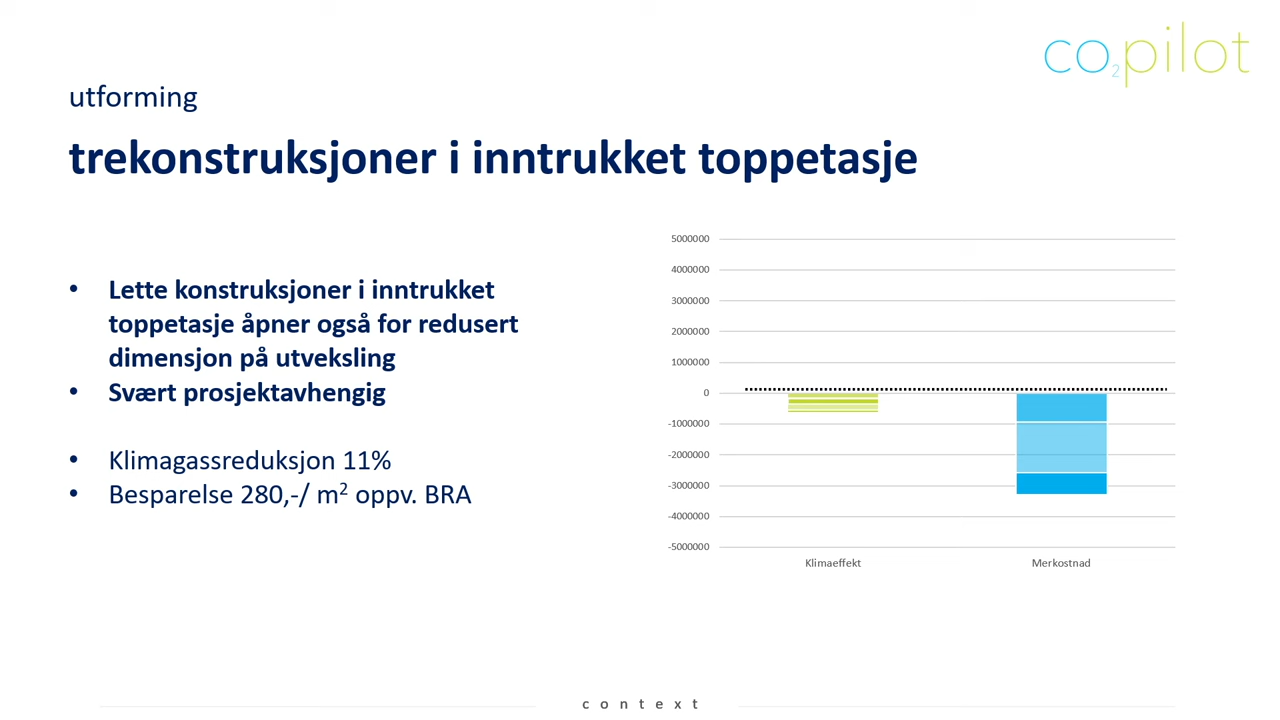 co₂pilot
utforming
trekonstruksjoner i inntrukket toppetasje
• Lette konstruksjoner i inntrukket
toppetasje åpner også for redusert
dimensjon på utveksling
• Svært prosjektavhengig
• Klimagassreduksjon 11%
• Besparelse 280,-/ m² oppv. BRA
5000000
4000000
3000000
2000000
1000000
0
-1000000
-2000000
-3000000
-4000000
-5000000
Klimaeffekt Merkostnad
context